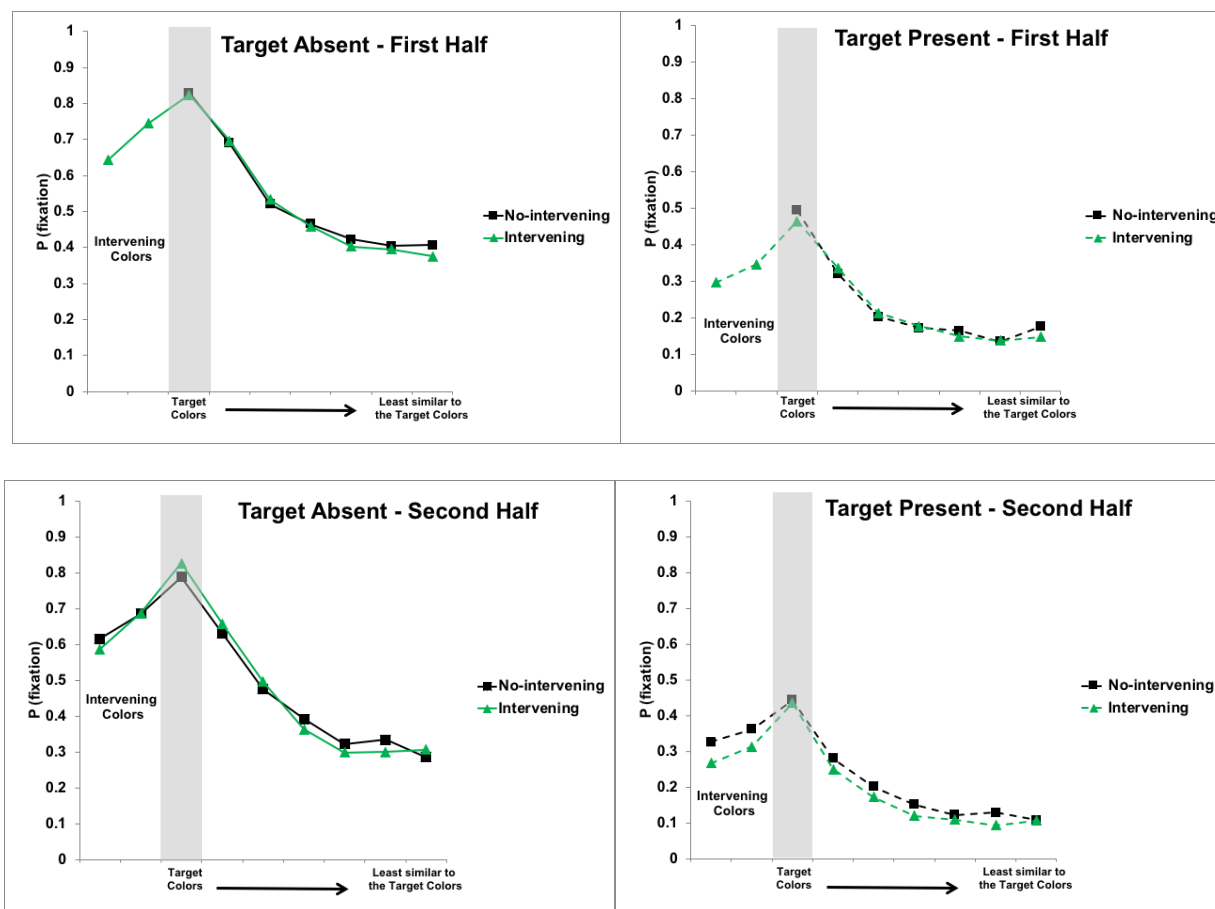 Target Absent - First Half
1
0.9
0.8
0.7
0.6
0.5
0.4
0.3
0.2
0.1
0
P (fixation)
Intervening
Colors
No-intervening
Intervening
Target
Colors
Least similar to
the Target Colors
Target Present - First Half
1
0.9
0.8
0.7
0.6
0.5
0.4
0.3
0.2
0.1
0
P (fixation)
Intervening
Colors
No-intervening
Intervening
Target
Colors
Least similar to
the Target Colors
Target Absent - Second Half
1
0.9
0.8
0.7
0.6
0.5
0.4
0.3
0.2
0.1
0
P (fixation)
Intervening
Colors
No-intervening
Intervening
Target
Colors
Least similar to
the Target Colors
Target Present - Second Half
1
0.9
0.8
0.7
0.6
0.5
0.4
0.3
0.2
0.1
0
P (fixation)
Intervening
Colors
No-intervening
Intervening
Target
Colors
Least similar to
the Target Colors